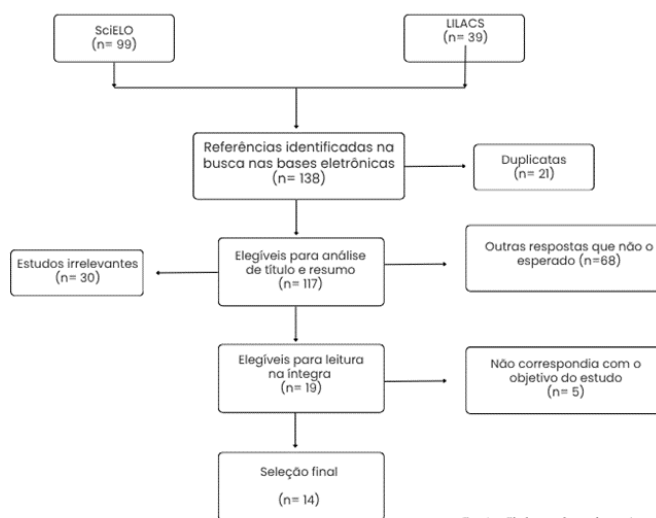 SciELO
(n= 99)
LILACS
(n= 39)
Referências identificadas na
busca nas bases eletrônicas
(n= 138)
Duplicatas
(n= 21)
Estudos irrelevantes
(n= 30)
Elegíveis para análise
de título e resumo
(n= 117)
Outras respostas que não o
esperado (n=68)
Elegíveis para leitura
na íntegra
(n= 19)
Não correspondia com o
objetivo do estudo
(n= 5)
Seleção final
(n= 14)